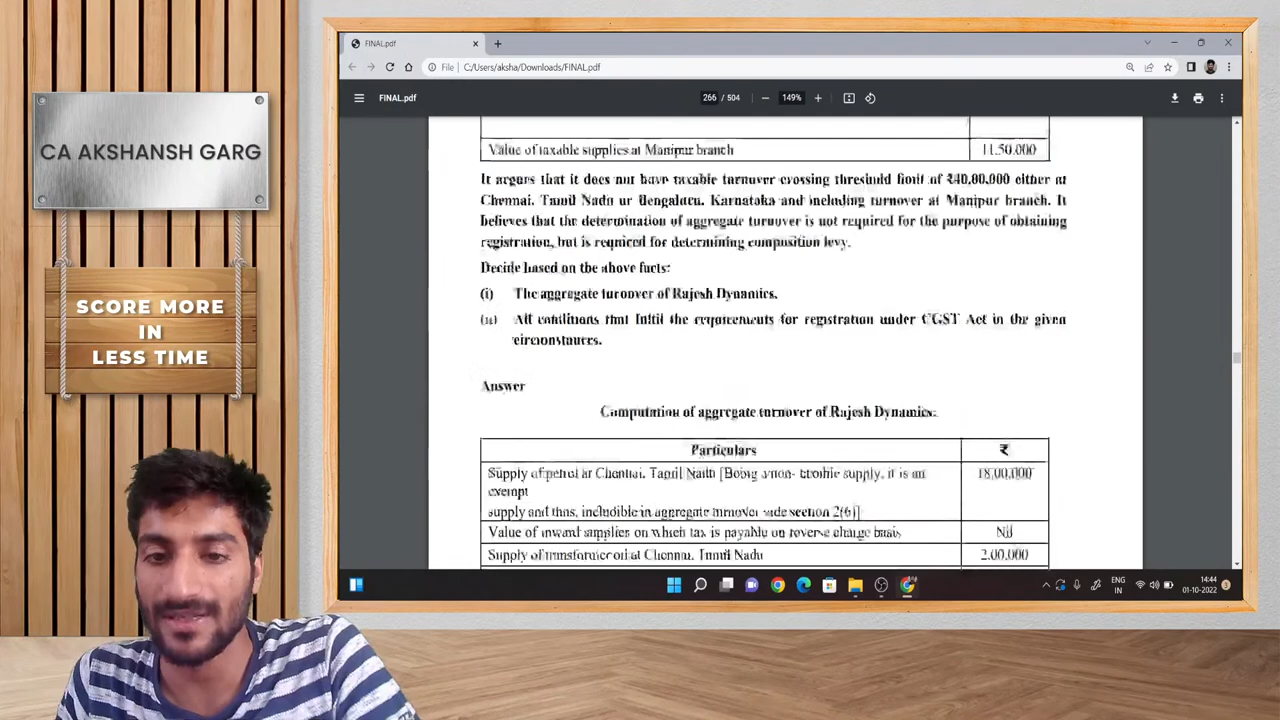 CA AKSHANSH GARG
SCORE MORE
IN
LESS TIME
FINAL.pdf
File | C:/Users/aksha/Downloads/FINAL.pdf
FINAL.pdf
266 / 504
149%
Value of taxable supplies at Manipur branch
11.50.000
It argues that it does not have taxable turnover crossing threshold limit of ₹40,00,000 either at
Chennai, Tamil Nadu or Bengaluru, Karnataka and including turnover at Manipur branch. It
believes that the determination of aggregate turnover is not required for the purpose of obtaining
registration, but is required for determining composition levy.
Decide based on the above facts:
(i) The aggregate turnover of Rajesh Dynamics.
(ii) All conditions that fulfil the requirements for registration under CGST Act in the given
circumstances.
Answer
Computation of aggregate turnover of Rajesh Dynamics:
Particulars
₹
Supply of petrol at Chennai, Tamil Nadu [Being a non- taxable supply, it is an
exempt
supply and thus, includible in aggregate turnover vide section 2(6)]
18,00,000
Value of inward supplies on which tax is payable on reverse charge basis
Nil
Supply of transformer oil at Chennai, Tamil Nadu
2,00,000
ENG
IN
14:44
01-10-2022